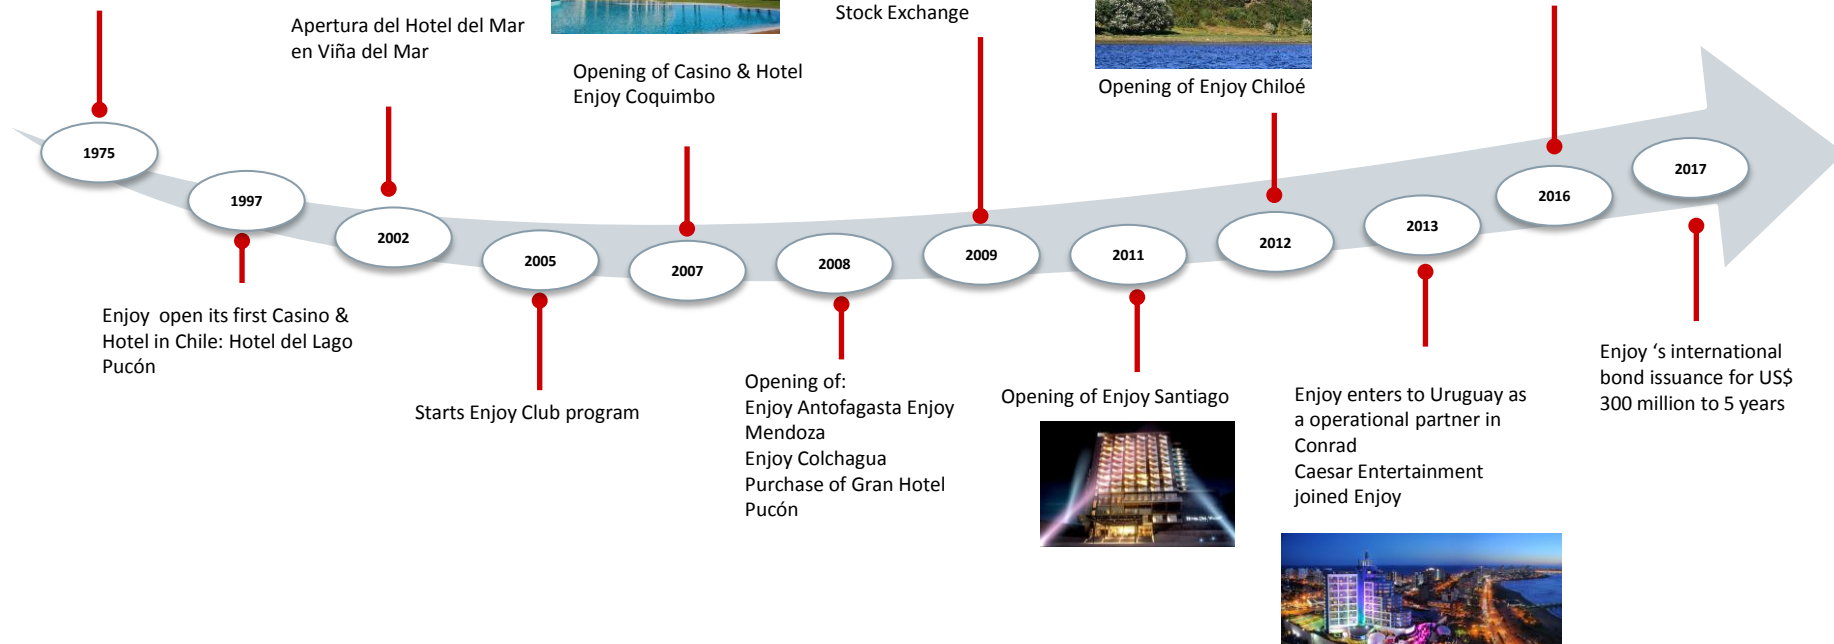 Stock Exchange
Apertura del Hotel del Mar
en Viña del Mar
Opening of Casino & Hotel
Enjoy Coquimbo
Opening of Enjoy Chiloé
1975
1997
2002
2005
2007
2008
2009
2011
2012
2013
2016
2017
Enjoy open its first Casino &
Hotel in Chile: Hotel del Lago
Pucón
Starts Enjoy Club program
Opening of:
Enjoy Antofagasta Enjoy
Mendoza
Enjoy Colchagua
Purchase of Gran Hotel
Pucón
Opening of Enjoy Santiago
Enjoy enters to Uruguay as
a operational partner in
Conrad
Caesar Entertainment
joined Enjoy
Enjoy ‘s international
bond issuance for US$
300 million to 5 years